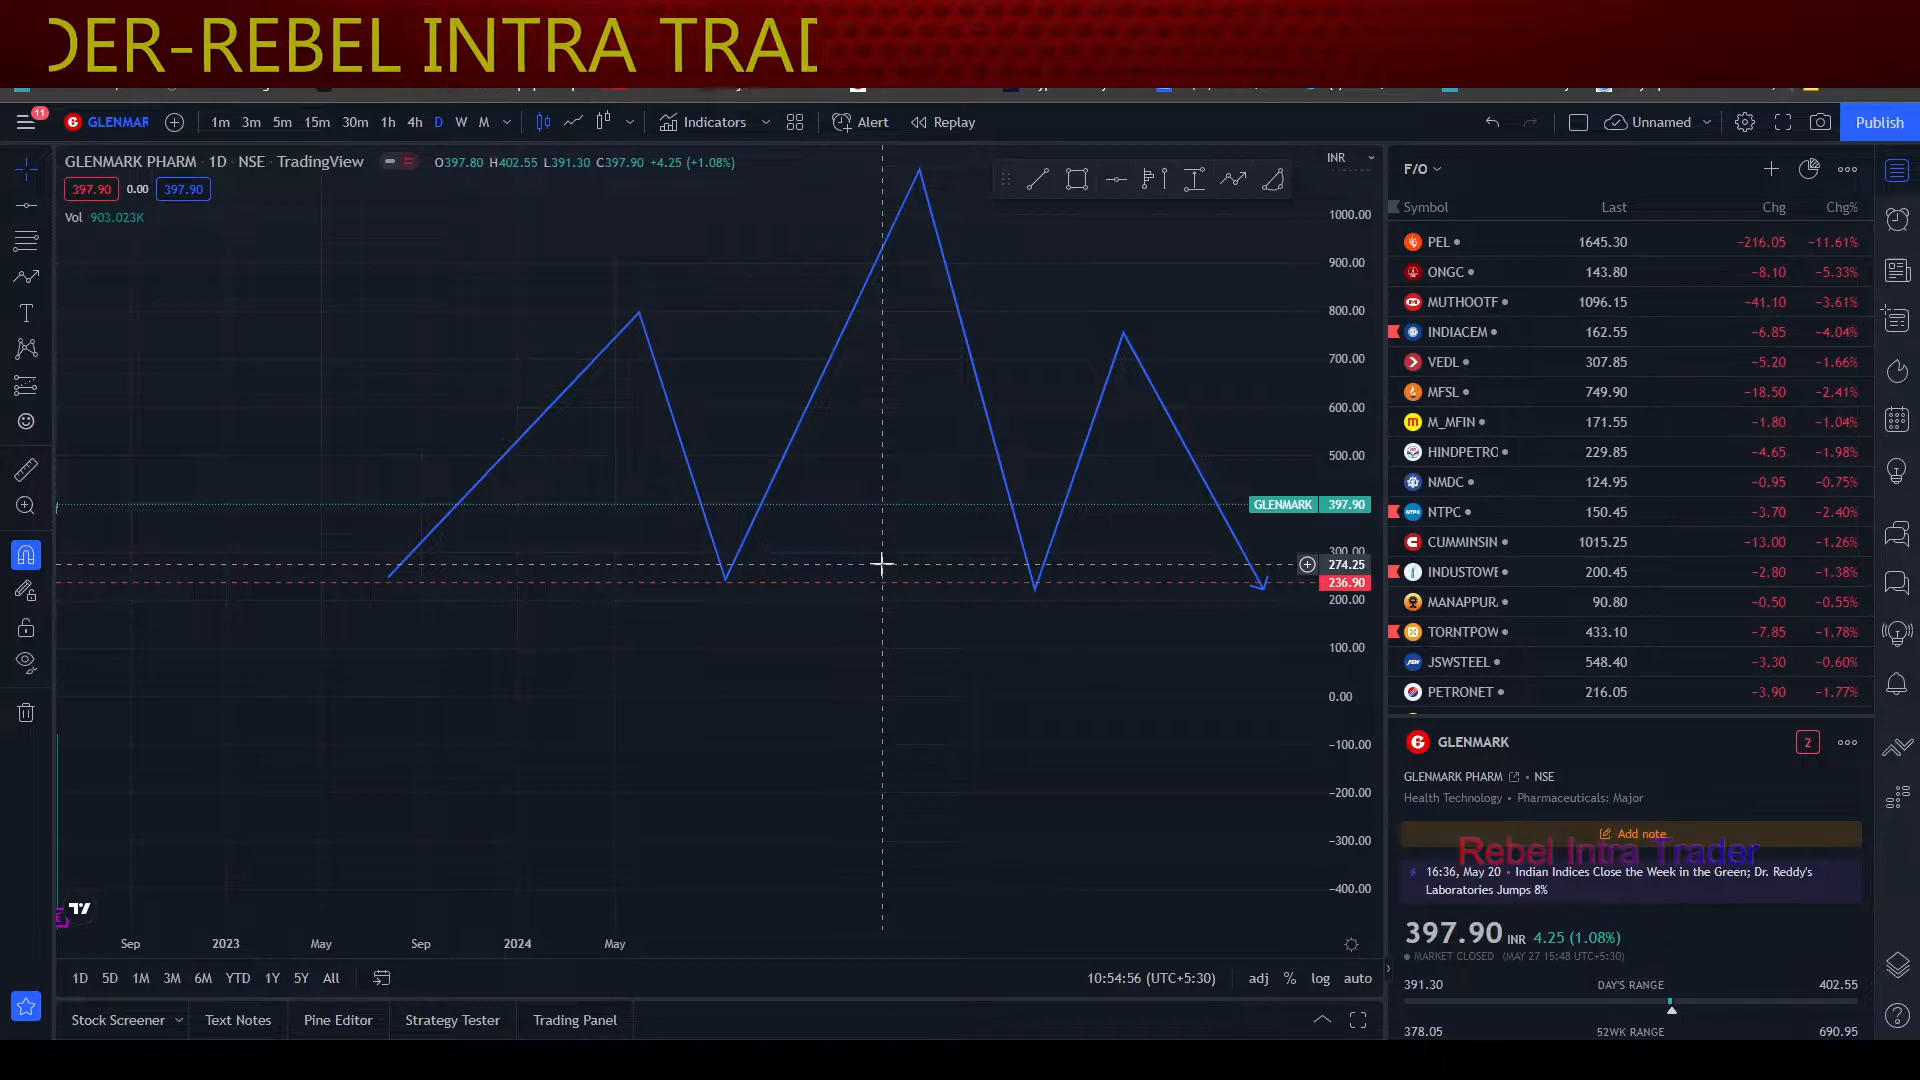 DER-REBEL INTRA TRAD
11
GLENMAR
1m 3m 5m 15m 30m 1h 4h D W M
Indicators
Alert
Replay
Unnamed
Publish
GLENMARK PHARM · 1D · NSE · TradingView
O397.80 H402.55 L391.30 C397.90 +4.25 (+1.08%)
INR
397.90 0.00 397.90
Vol 903.023K
1000.00
900.00
800.00
700.00
600.00
500.00
GLENMARK 397.90
300.00
274.25
236.90
200.00
100.00
0.00
−100.00
−200.00
−300.00
−400.00
Sep 2023 May Sep 2024 May
1D 5D 1M 3M 6M YTD 1Y 5Y All
10:54:56 (UTC+5:30) adj % log auto
Stock Screener Text Notes Pine Editor Strategy Tester Trading Panel
F/O
Symbol Last Chg Chg%
PEL 1645.30 −216.05 −11.61%
ONGC 143.80 −8.10 −5.33%
MUTHOOTF 1096.15 −41.10 −3.61%
INDIACEM 162.55 −6.85 −4.04%
VEDL 307.85 −5.20 −1.66%
MFSL 749.90 −18.50 −2.41%
M_MFIN 171.55 −1.80 −1.04%
HINDPETRO 229.85 −4.65 −1.98%
NMDC 124.95 −0.95 −0.75%
NTPC 150.45 −3.70 −2.40%
CUMMINSIN 1015.25 −13.00 −1.26%
INDUSTOWE 200.45 −2.80 −1.38%
MANAPPUR 90.80 −0.50 −0.55%
TORNTPOW 433.10 −7.85 −1.78%
JSWSTEEL 548.40 −3.30 −0.60%
PETRONET 216.05 −3.90 −1.77%
GLENMARK 2
GLENMARK PHARM • NSE
Health Technology • Pharmaceuticals: Major
Add note
Rebel Intra Trader
16:36, May 20 • Indian Indices Close the Week in the Green; Dr. Reddy's
Laboratories Jumps 8%
397.90 INR 4.25 (1.08%)
MARKET CLOSED (MAY 27 15:48 UTC+5:30)
391.30 DAY'S RANGE 402.55
378.05 52WK RANGE 690.95